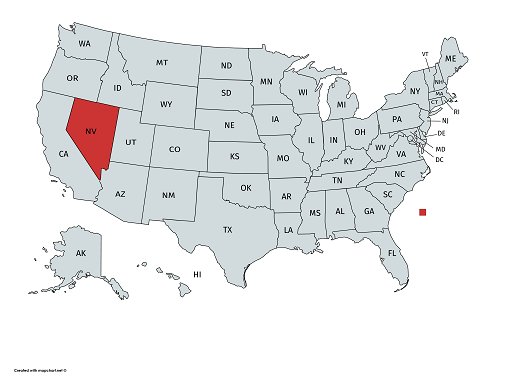 WA
MT
ND
MN
ME
VT
NH
OR
ID
SD
WI
MI
NY
MA
CT
RI
WY
IA
PA
NJ
NV
NE
IL
IN
OH
DE
UT
CO
MD
DC
CA
KS
MO
KY
WV
VA
AZ
NM
OK
TN
NC
AR
SC
TX
LA
MS
AL
GA
FL
AK
HI
Created with mapchart.net ©